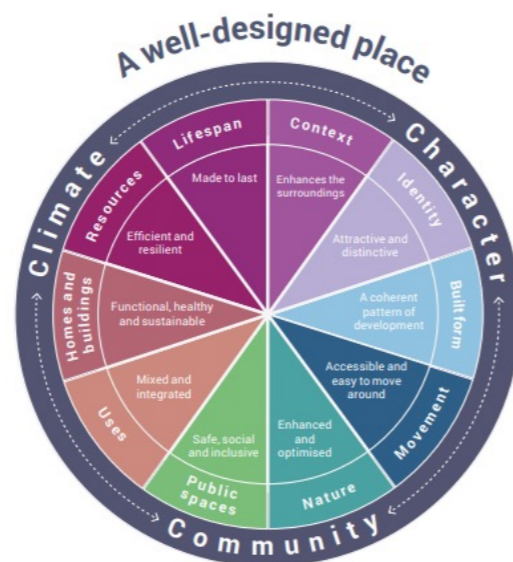 A well-designed place
Climate
Character
Community
Context
Enhances the
surroundings
Identity
Attractive and
distinctive
Built form
A coherent
pattern of
development
Movement
Accessible and
easy to move
around
Nature
Enhanced
and
optimised
Public
spaces
Safe, social
and inclusive
Uses
Mixed and
integrated
Homes and
buildings
Functional, healthy
and sustainable
Resources
Efficient and
resilient
Lifespan
Made to last